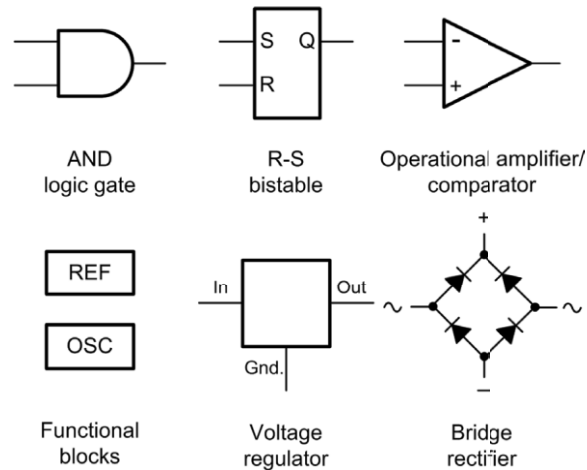 S Q
R
-
+
AND
logic gate
R-S
bistable
Operational amplifier/
comparator
REF
OSC
In
Out
Gnd.
+
~
~
–
Functional
blocks
Voltage
regulator
Bridge
rectifier